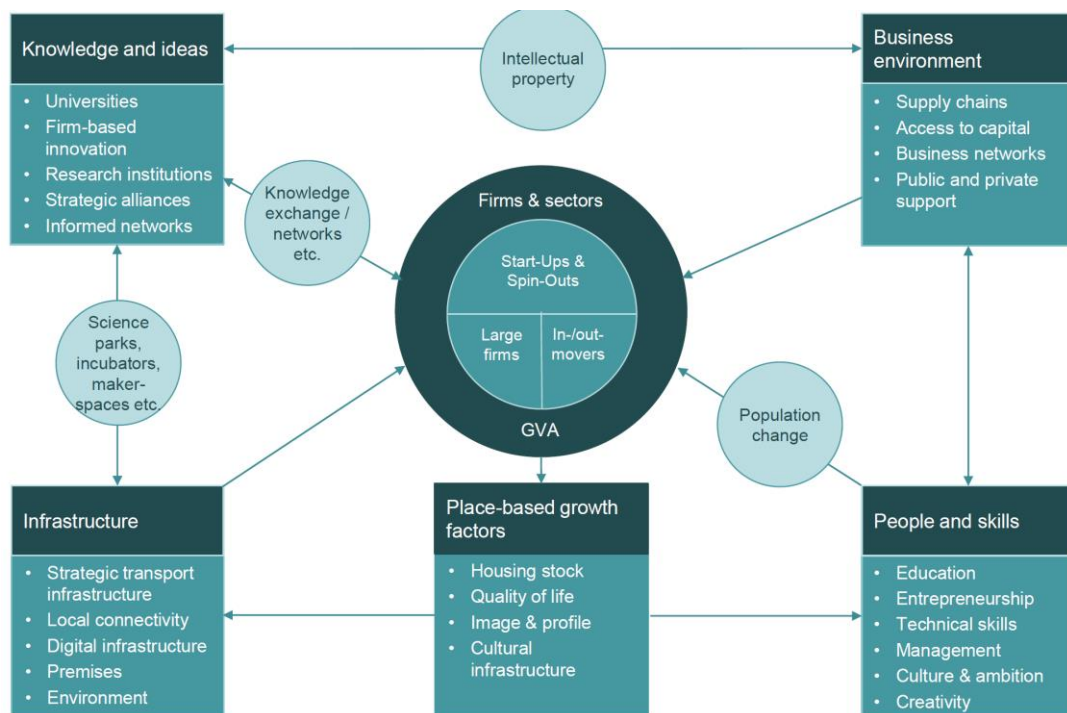 Knowledge and ideas
• Universities
• Firm-based
innovation
• Research institutions
• Strategic alliances
• Informed networks
Intellectual
property
Business
environment
• Supply chains
• Access to capital
• Business networks
• Public and private
support
Knowledge
exchange /
networks
etc.
Firms & sectors
Start-Ups &
Spin-Outs
Large
firms
In-/out-
movers
GVA
Science
parks,
incubators,
maker-
spaces etc.
Population
change
Infrastructure
• Strategic transport
infrastructure
• Local connectivity
• Digital infrastructure
• Premises
• Environment
Place-based growth
factors
• Housing stock
• Quality of life
• Image & profile
• Cultural
infrastructure
People and skills
• Education
• Entrepreneurship
• Technical skills
• Management
• Culture & ambition
• Creativity